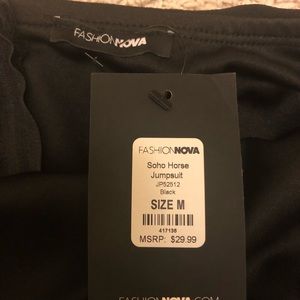 FASHIONNOVA
M
FASHIONNOVA
Soho Horse
Jumpsuit
JP52512
Black
SIZE M
417136
MSRP: $29.99
FASHIONNOVA.COM